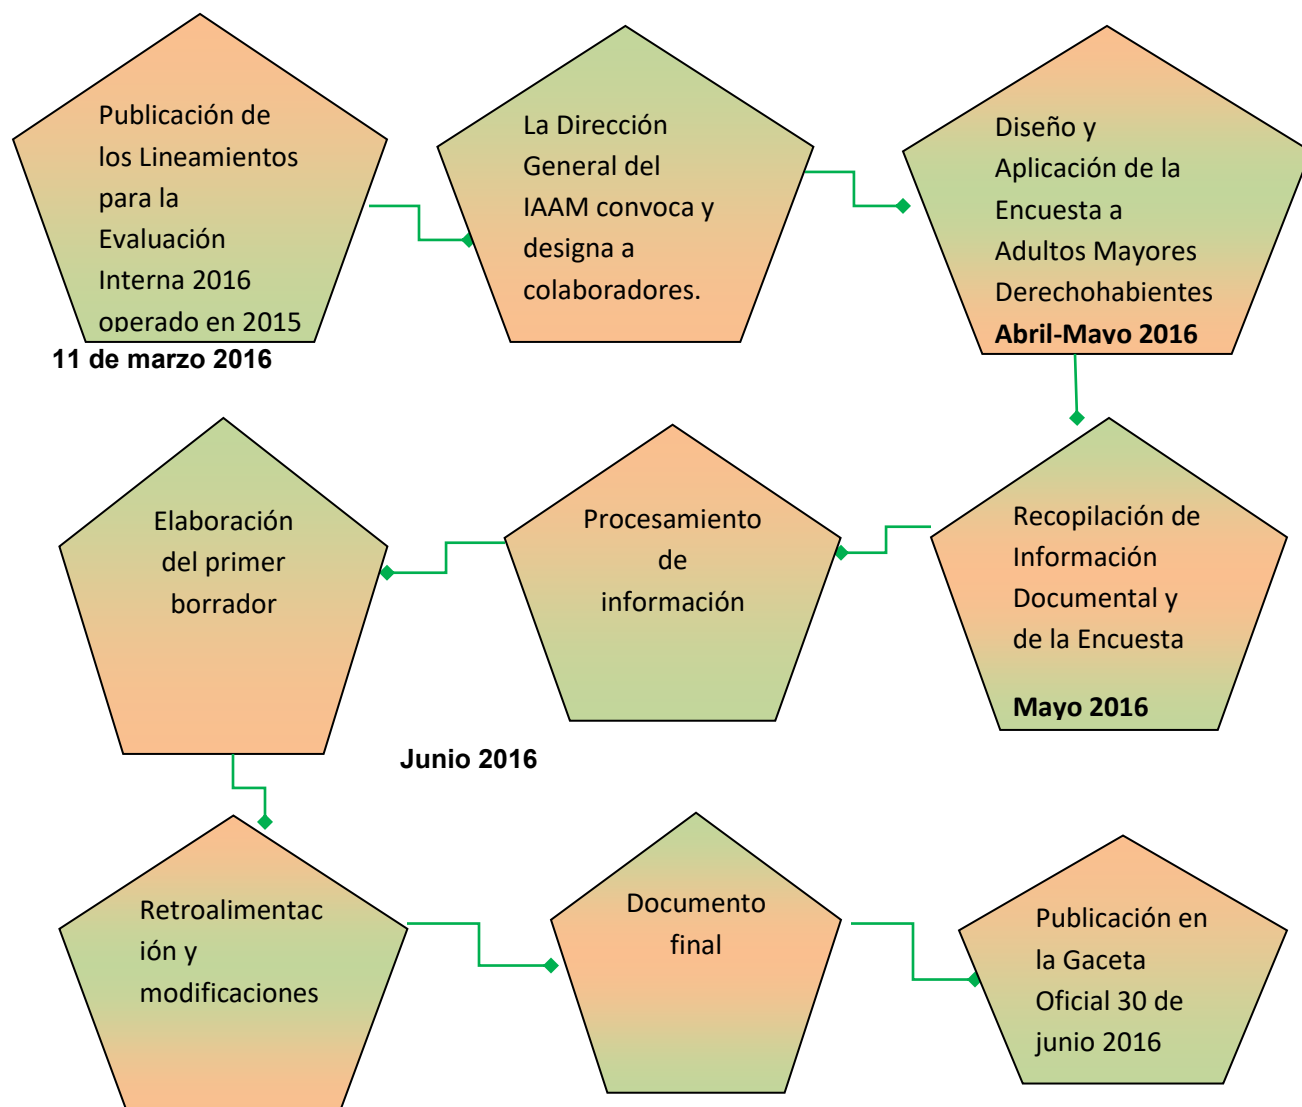 Publicación de
los Lineamientos
para la
Evaluación
Interna 2016
operado en 2015
11 de marzo 2016
La Dirección
General del
IAAM convoca y
designa a
colaboradores.
Diseño y
Aplicación de la
Encuesta a
Adultos Mayores
Derechohabientes
Abril-Mayo 2016
Recopilación de
Información
Documental y
de la Encuesta
Mayo 2016
Procesamiento
de
información
Elaboración
del primer
borrador
Junio 2016
Retroalimentac
ión y
modificaciones
Documento
final
Publicación en
la Gaceta
Oficial 30 de
junio 2016